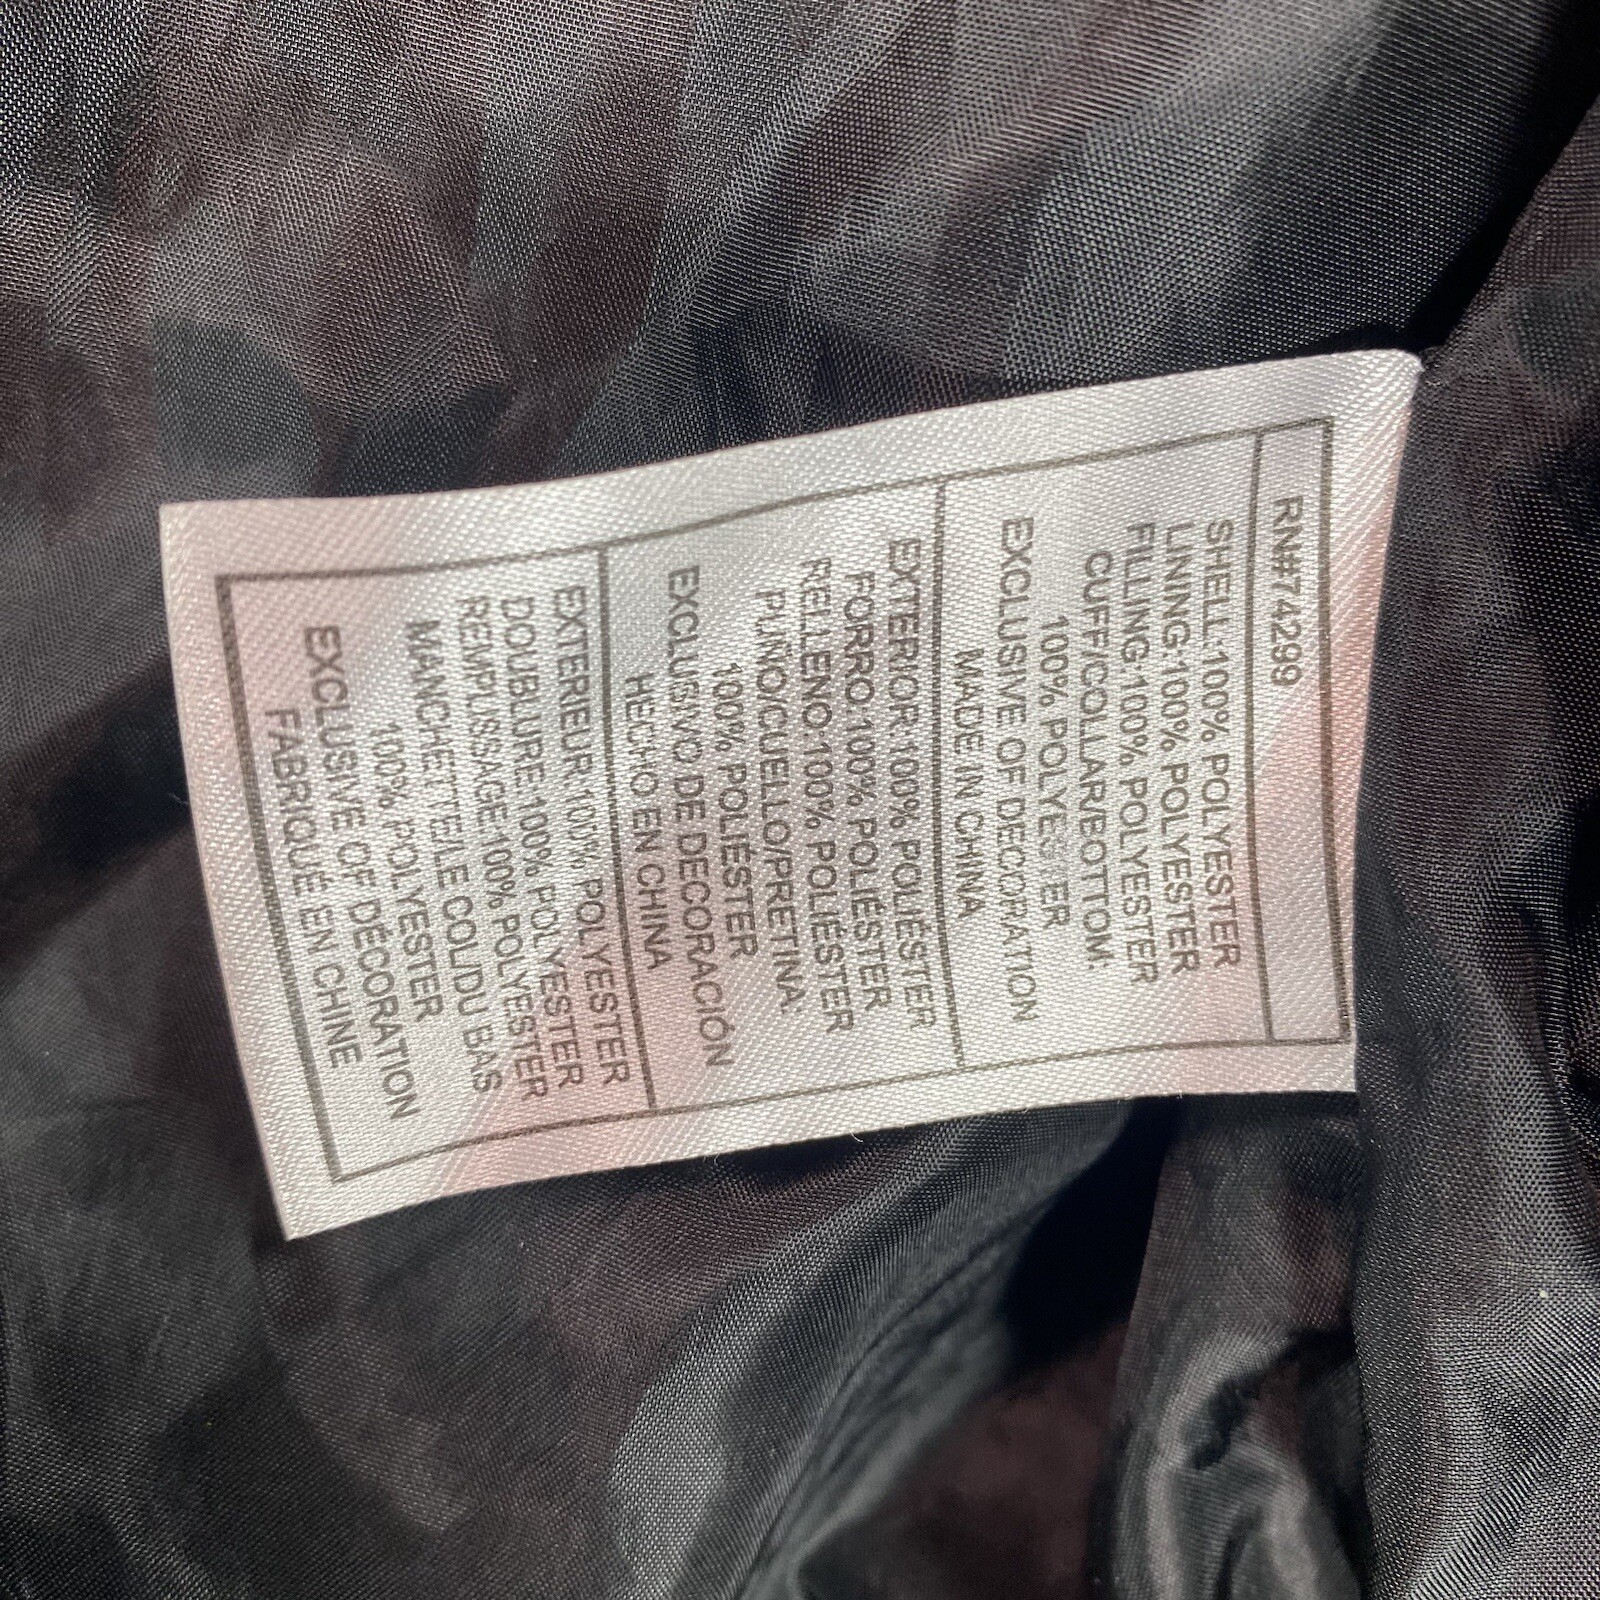 RN#74299
SHELL:100% POLYESTER
LINING:100% POLYESTER
FILLING:100% POLYESTER
CUFF/COLLARBOTTOM:
100% POLYESTER
EXCLUSIVE OF DECORATION
MADE IN CHINA
EXTERIOR:100% POLIÉSTER
FORRO:100% POLIÉSTER
RELLENO:100% POLIÉSTER
PUÑO/CUELLO/PRETINA:
100% POLIÉSTER
EXCLUSIVO DE DECORACIÓN
HECHO EN CHINA
EXTERIEUR:100% POLYESTER
DOUBLURE:100% POLYESTER
REMPLISSAGE:100% POLYESTER
MANCHETTE/LE COL/DU BAS
100% POLYESTER
EXCLUSIVE OF DÉCORATION
FABRIQUÉ EN CHINE